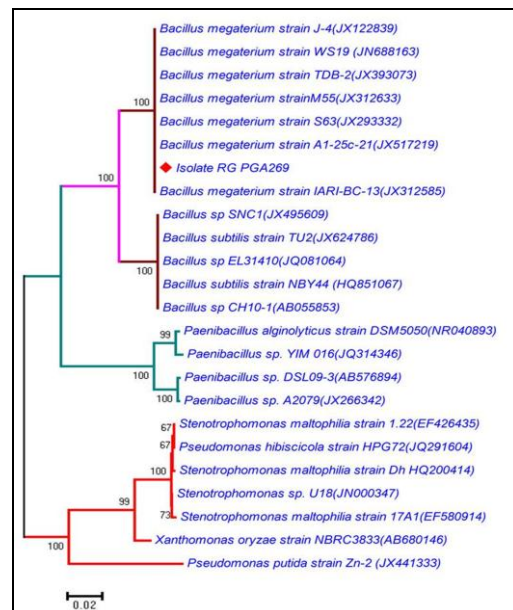 Bacillus megaterium strain J-4(JX122839)
Bacillus megaterium strain WS19 (JN688163)
Bacillus megaterium strain TDB-2(JX393073)
Bacillus megaterium strainM55(JX312633)
Bacillus megaterium strain S63(JX293332)
100
Bacillus megaterium strain A1-25c-21(JX517219)
Isolate RG PGA269
100
Bacillus megaterium strain IARI-BC-13(JX312585)
Bacillus sp SNC1(JX495609)
Bacillus subtilis strain TU2(JX624786)
Bacillus sp EL31410(JQ081064)
100
Bacillus subtilis strain NBY44 (HQ851067)
Bacillus sp CH10-1(AB055853)
99
Paenibacillus alginolyticus strain DSM5050(NR040893)
Paenibacillus sp. YIM 016(JQ314346)
100
Paenibacillus sp. DSL09-3(AB576894)
100
Paenibacillus sp. A2079(JX266342)
67
Stenotrophomonas maltophilia strain 1.22(EF426435)
67
Pseudomonas hibiscicola strain HPG72(JQ291604)
100
Stenotrophomonas maltophilia strain Dh HQ200414)
99
Stenotrophomonas sp. U18(JN000347)
73
Stenotrophomonas maltophilia strain 17A1(EF580914)
100
Xanthomonas oryzae strain NBRC3833(AB680146)
Pseudomonas putida strain Zn-2 (JX441333)
0.02